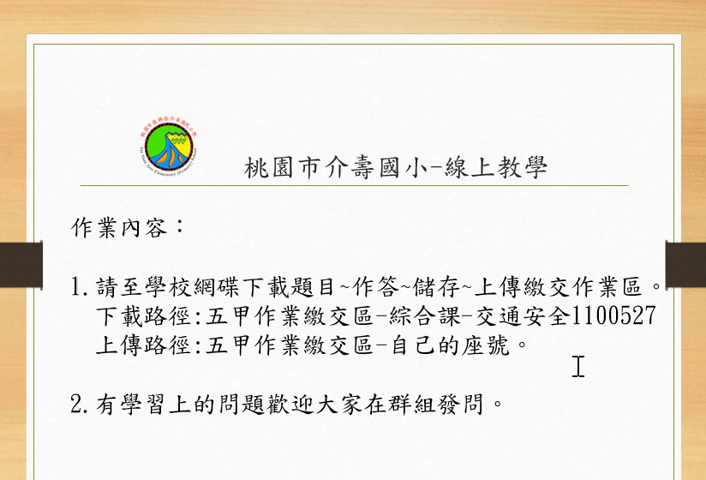 桃園市介壽國小-線上教學
作業內容：
1.請至學校網碟下載題目~作答~儲存~上傳繳交作業區。
下載路徑:五甲作業繳交區-綜合課-交通安全1100527
上傳路徑:五甲作業繳交區-自己的座號。
2.有學習上的問題歡迎大家在群組發問。